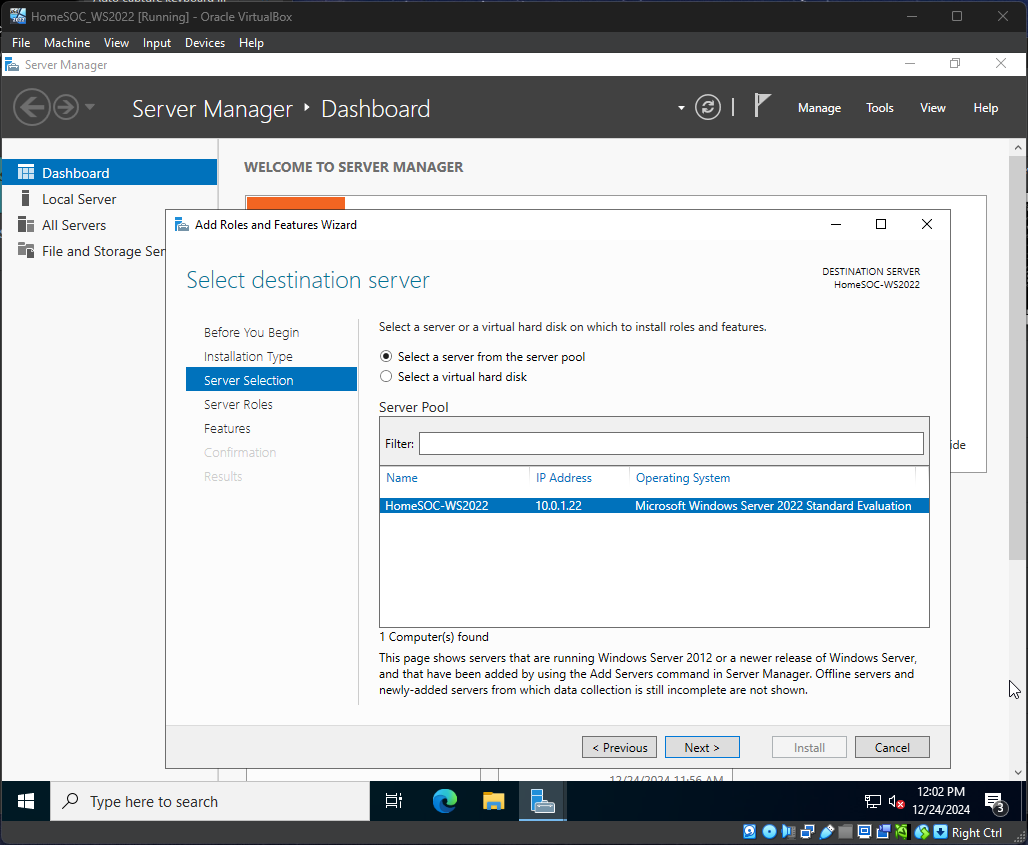 HomeSOC_WS2022 [Running] - Oracle VirtualBox
File Machine View Input Devices Help
Server Manager
Server Manager Dashboard
Manage Tools View Help
Dashboard
Local Server
All Servers
File and Storage Ser
WELCOME TO SERVER MANAGER
Add Roles and Features Wizard
Select destination server
DESTINATION SERVER
HomeSOC-WS2022
Before You Begin
Installation Type
Server Selection
Server Roles
Features
Confirmation
Results
Select a server or a virtual hard disk on which to install roles and features.
Select a server from the server pool
Select a virtual hard disk
Server Pool
Filter:
Name IP Address Operating System
HomeSOC-WS2022 10.0.1.22 Microsoft Windows Server 2022 Standard Evaluation
1 Computer(s) found
This page shows servers that are running Windows Server 2012 or a newer release of Windows Server,
and that have been added by using the Add Servers command in Server Manager. Offline servers and
newly-added servers from which data collection is still incomplete are not shown.
< Previous Next > Install Cancel
ide
12/24/2024 11:56 AM
Type here to search
12:02 PM
12/24/2024
3
Right Ctrl